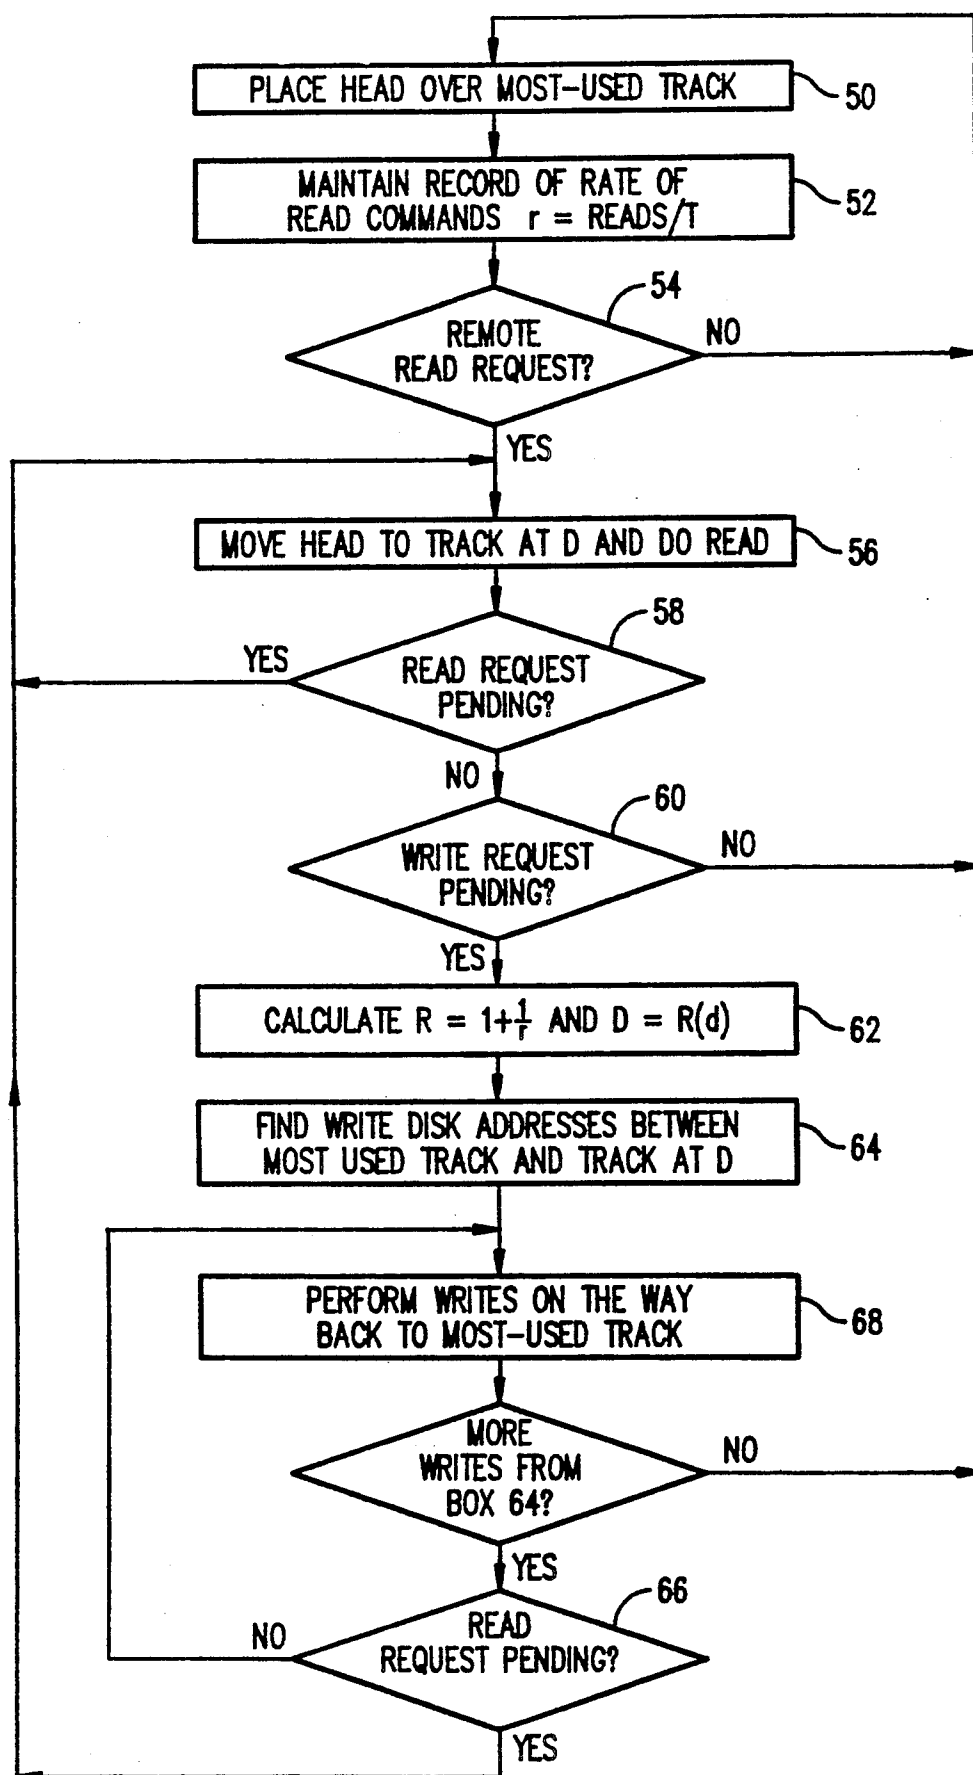 PLACE HEAD OVER MOST-USED TRACK
50
MAINTAIN RECORD OF RATE OF
READ COMMANDS r = READS/T
52
54
REMOTE
READ REQUEST?
NO
YES
MOVE HEAD TO TRACK AT D AND DO READ
56
58
YES
READ REQUEST
PENDING?
NO
60
WRITE REQUEST
PENDING?
NO
YES
CALCULATE R = 1+1/r AND D = R(d)
62
FIND WRITE DISK ADDRESSES BETWEEN
MOST USED TRACK AND TRACK AT D
64
PERFORM WRITES ON THE WAY
BACK TO MOST-USED TRACK
68
MORE
WRITES FROM
BOX 64?
NO
YES
66
NO
READ
REQUEST PENDING?
YES